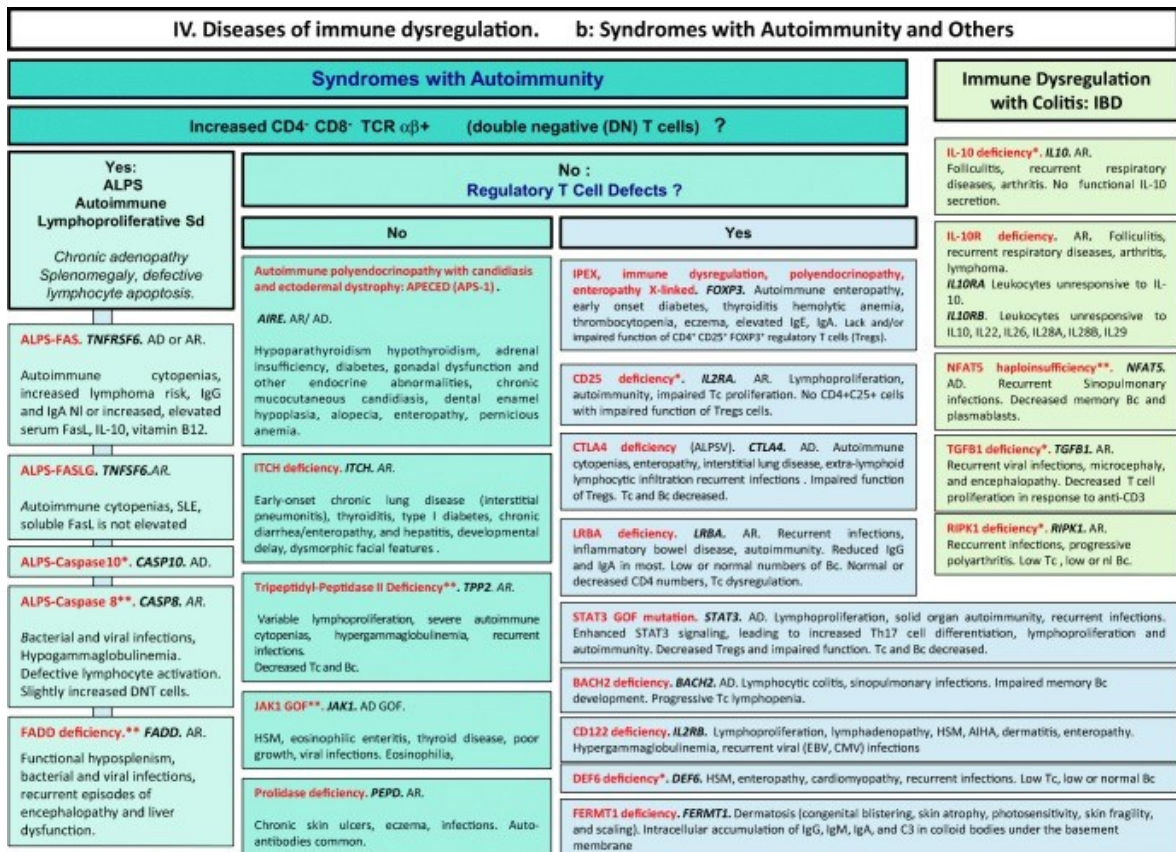 IV. Diseases of immune dysregulation. b: Syndromes with Autoimmunity and Others
Syndromes with Autoimmunity
Increased CD4⁻ CD8⁻ TCR αβ+ (double negative (DN) T cells) ?
Yes:
ALPS
Autoimmune
Lymphoproliferative Sd
Chronic adenopathy
Splenomegaly, defective
lymphocyte apoptosis.
ALPS-FAS. TNFRSF6. AD or AR.
Autoimmune cytopenias,
increased lymphoma risk, IgG
and IgA Nl or increased, elevated
serum FasL, IL-10, vitamin B12.
ALPS-FASLG. TNFSF6.AR.
Autoimmune cytopenias, SLE,
soluble FasL is not elevated
ALPS-Caspase10*. CASP10. AD.
ALPS-Caspase 8**. CASP8. AR.
Bacterial and viral infections,
Hypogammaglobulinemia.
Defective lymphocyte activation.
Slightly increased DNT cells.
FADD deficiency.** FADD. AR.
Functional hyposplenism,
bacterial and viral infections,
recurrent episodes of
encephalopathy and liver
dysfunction.
No :
Regulatory T Cell Defects ?
No
Autoimmune polyendocrinopathy with candidiasis
and ectodermal dystrophy: APECED (APS-1) .
AIRE. AR/ AD.
Hypoparathyroidism hypothyroidism, adrenal
insufficiency, diabetes, gonadal dysfunction and
other endocrine abnormalities, chronic
mucocutaneous candidiasis, dental enamel
hypoplasia, alopecia, enteropathy, pernicious
anemia.
ITCH deficiency. ITCH. AR.
Early-onset chronic lung disease (interstitial
pneumonitis), thyroiditis, type I diabetes, chronic
diarrhea/enteropathy, and hepatitis, developmental
delay, dysmorphic facial features .
Tripeptidyl-Peptidase II Deficiency**. TPP2. AR.
Variable lymphoproliferation, severe autoimmune
cytopenias, hypergammaglobulinemia, recurrent
infections.
Decreased Tc and Bc.
JAK1 GOF**. JAK1. AD GOF.
HSM, eosinophilic enteritis, thyroid disease, poor
growth, viral infections. Eosinophilia,
Prolidase deficiency. PEPD. AR.
Chronic skin ulcers, eczema, infections. Auto-
antibodies common.
Yes
IPEX, immune dysregulation, polyendocrinopathy,
enteropathy X-linked. FOXP3. Autoimmune enteropathy,
early onset diabetes, thyroiditis hemolytic anemia,
thrombocytopenia, eczema, elevated IgE, IgA. Lack and/or
impaired function of CD4⁺ CD25⁺ FOXP3⁺ regulatory T cells (Tregs).
CD25 deficiency*. IL2RA. AR. Lymphoproliferation,
autoimmunity, impaired Tc proliferation. No CD4+C25+ cells
with impaired function of Tregs cells.
CTLA4 deficiency (ALPSV). CTLA4. AD. Autoimmune
cytopenias, enteropathy, interstitial lung disease, extra-lymphoid
lymphocytic infiltration recurrent infections . Impaired function
of Tregs. Tc and Bc decreased.
LRBA deficiency. LRBA. AR. Recurrent infections,
inflammatory bowel disease, autoimmunity. Reduced IgG
and IgA in most. Low or normal numbers of Bc. Normal or
decreased CD4 numbers, Tc dysregulation.
STAT3 GOF mutation. STAT3. AD. Lymphoproliferation, solid organ autoimmunity, recurrent infections.
Enhanced STAT3 signaling, leading to increased Th17 cell differentiation, lymphoproliferation and
autoimmunity. Decreased Tregs and impaired function. Tc and Bc decreased.
BACH2 deficiency. BACH2. AD. Lymphocytic colitis, sinopulmonary infections. Impaired memory Bc
development. Progressive Tc lymphopenia.
CD122 deficiency. IL2RB. Lymphoproliferation, lymphadenopathy, HSM, AIHA, dermatitis, enteropathy.
Hypergammaglobulinemia, recurrent viral (EBV, CMV) infections
DEF6 deficiency*. DEF6. HSM, enteropathy, cardiomyopathy, recurrent infections. Low Tc, low or normal Bc
FERMT1 deficiency. FERMT1. Dermatosis (congenital blistering, skin atrophy, photosensitivity, skin fragility,
and scaling). Intracellular accumulation of IgG, IgM, IgA, and C3 in colloid bodies under the basement
membrane
Immune Dysregulation
with Colitis: IBD
IL-10 deficiency*. IL10. AR.
Folliculitis, recurrent respiratory
diseases, arthritis. No functional IL-10
secretion.
IL-10R deficiency. AR. Folliculitis,
recurrent respiratory diseases, arthritis,
lymphoma.
IL10RA Leukocytes unresponsive to IL-
10.
IL10RB. Leukocytes unresponsive to
IL10, IL22, IL26, IL28A, IL28B, IL29
NFAT5 haploinsufficiency**. NFAT5.
AD. Recurrent Sinopulmonary
infections. Decreased memory Bc and
plasmablasts.
TGFB1 deficiency*. TGFB1. AR.
Recurrent viral infections, microcephaly,
and encephalopathy. Decreased T cell
proliferation in response to anti-CD3
RIPK1 deficiency*. RIPK1. AR.
Reccurrent infections, progressive
polyarthritis. Low Tc , low or nl Bc.